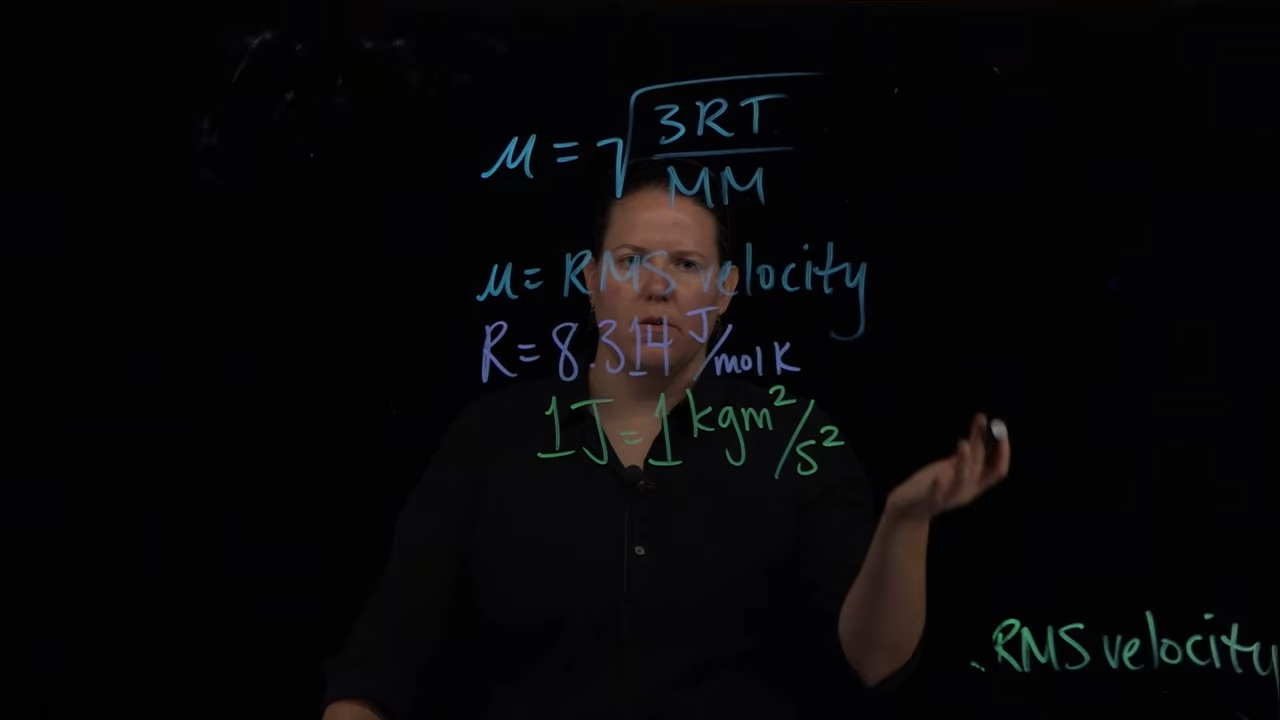 μ = √(3RT / MM)
μ = RMS velocity
R = 8.314 J/mol K
1J = 1 kgm²/s²
RMS velocity